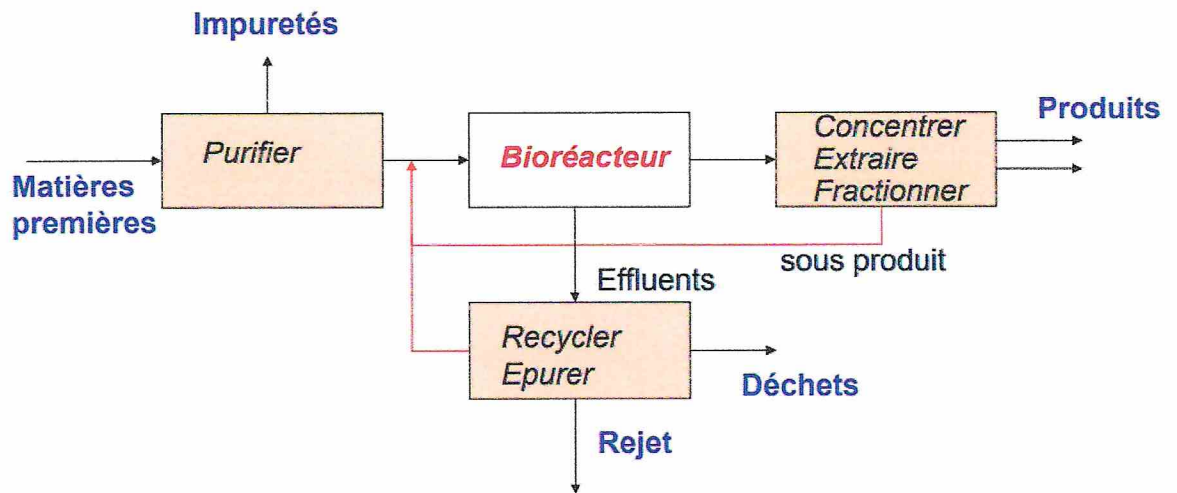 Impuretés
Purifier
Bioréacteur
Concentrer
Extraire
Fractionner
Produits
Matières
premières
sous produit
Effluents
Recycler
Epurer
Déchets
Rejet